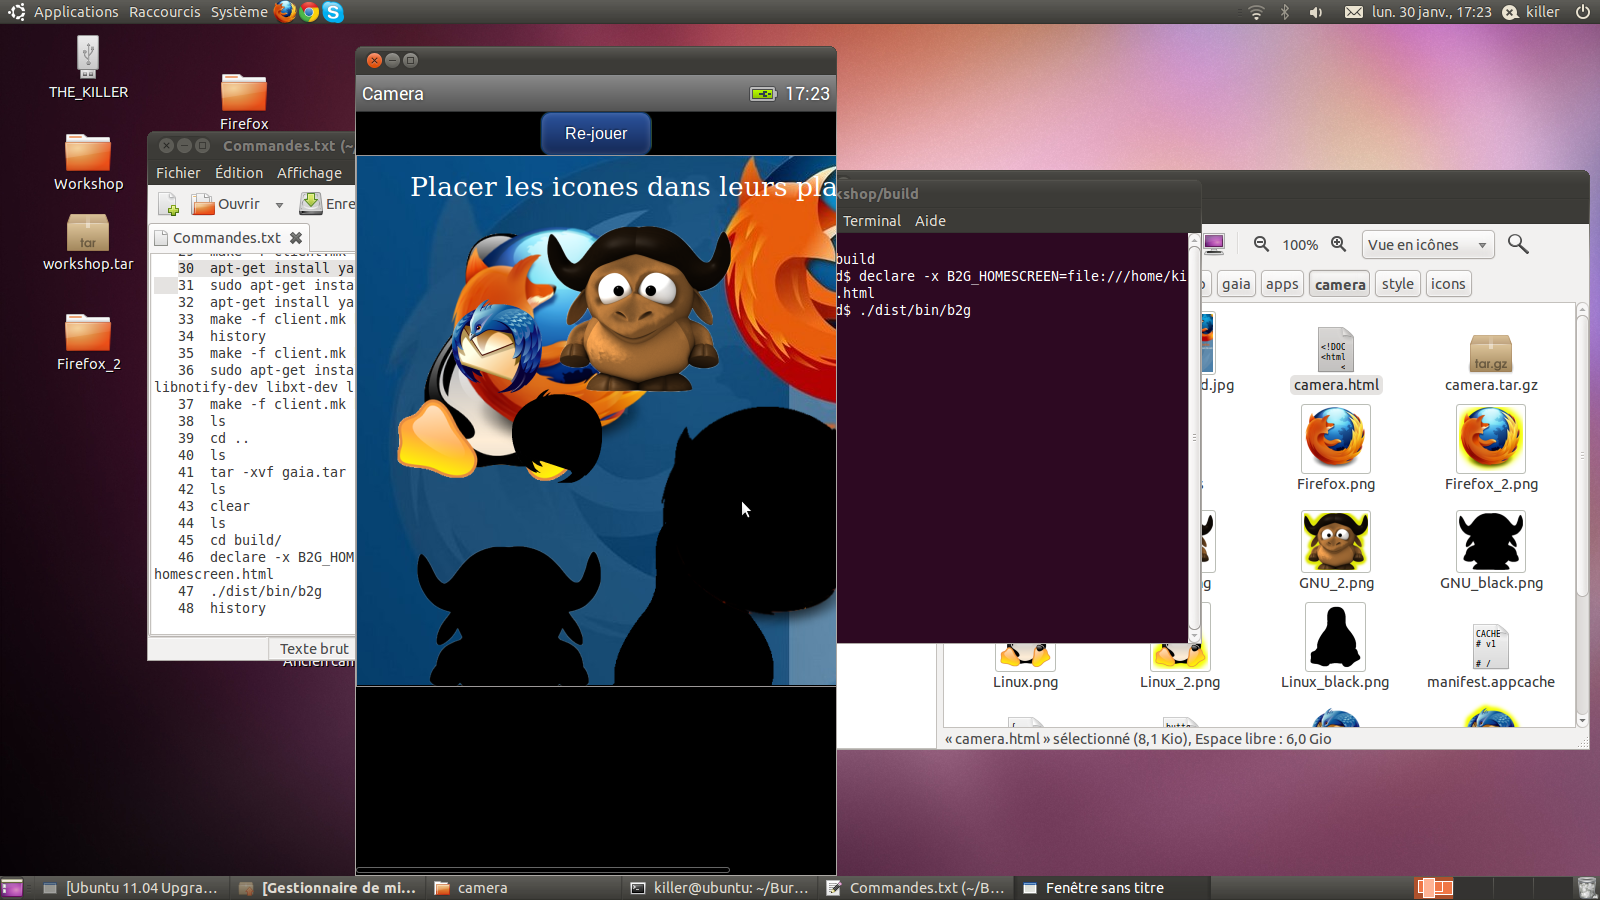 Applications Raccourcis Système
lun. 30 janv., 17:23 killer
THE_KILLER
Firefox
Workshop
tar
workshop.tar
Firefox_2
Commandes.txt (~
Fichier Édition Affichage
Ouvrir Enre
Commandes.txt
30 apt-get install ya
31 sudo apt-get insta
32 apt-get install ya
33 make -f client.mk
34 history
35 make -f client.mk
36 sudo apt-get insta
libnotify-dev libxt-dev l
37 make -f client.mk
38 ls
39 cd ..
40 ls
41 tar -xvf gaia.tar
42 ls
43 clear
44 ls
45 cd build/
46 declare -x B2G_HOM
homescreen.html
47 ./dist/bin/b2g
48 history
Texte brut
Camera 17:23
Re-jouer
Placer les icones dans leurs pla
kshop/build
Terminal Aide
build
d$ declare -x B2G_HOMESCREEN=file:///home/ki
.html
d$ ./dist/bin/b2g
100% Vue en icônes
gaia apps camera style icons
d.jpg
<!DOC
<html
<
camera.html
tar.gz
camera.tar.gz
Firefox.png
Firefox_2.png
ng
GNU_2.png
GNU_black.png
Linux.png
Linux_2.png
Linux_black.png
CACHE
# v1
# /
manifest.appcache
« camera.html » sélectionné (8,1 Kio), Espace libre : 6,0 Gio
[Ubuntu 11.04 Upgra...
[Gestionnaire de mi...
camera
killer@ubuntu: ~/Bur...
Commandes.txt (~/B...
Fenêtre sans titre